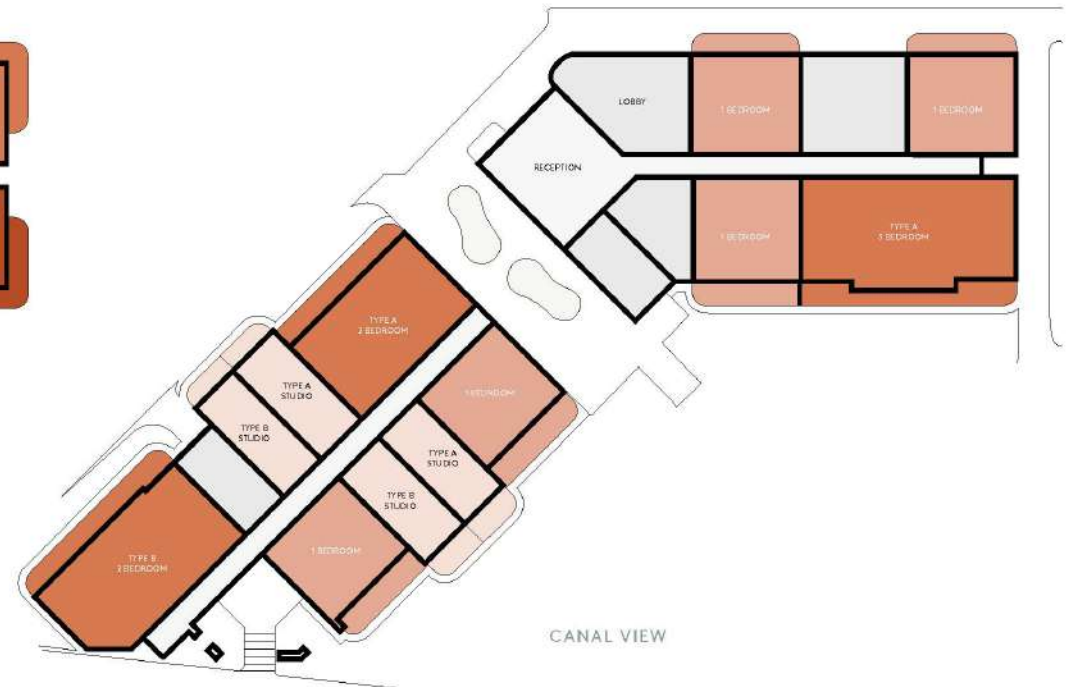 LOBBY
1 BEDROOM
1 BEDROOM
RECEPTION
1 BEDROOM
TYPE A
BEDROOM
TYPE A
2 BEDROOM
TYPE A
STUDIO
1 BEDROOM
TYPE B
STUDIO
TYPE A
STUDIO
TYPE B
STUDIO
1 BEDROOM
TYPE B
2 BEDROOM
CANAL VIEW